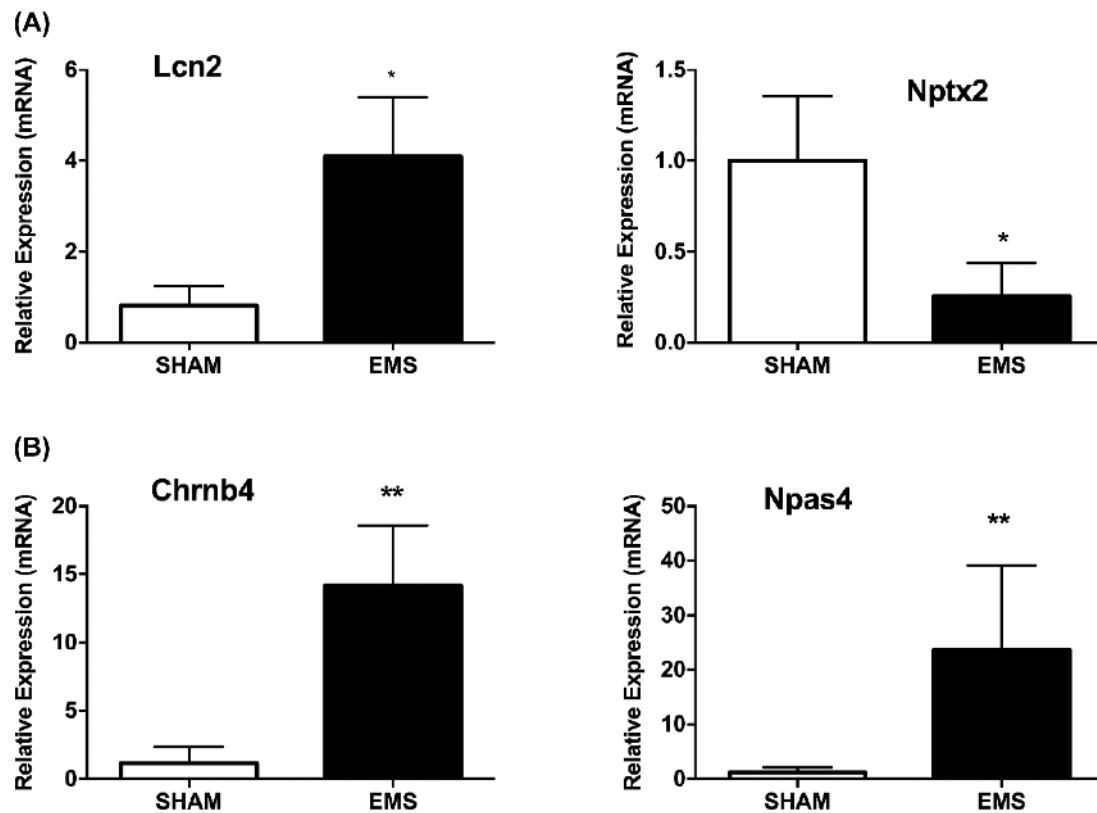 (A)
Lcn2
Relative Expression (mRNA)
6
4
2
0
*
SHAM
EMS
Nptx2
Relative Expression (mRNA)
1.5
1.0
0.5
0.0
*
SHAM
EMS
(B)
Chrnb4
Relative Expression (mRNA)
20
15
10
5
0
**
SHAM
EMS
Npas4
Relative Expression (mRNA)
50
40
30
20
10
0
**
SHAM
EMS